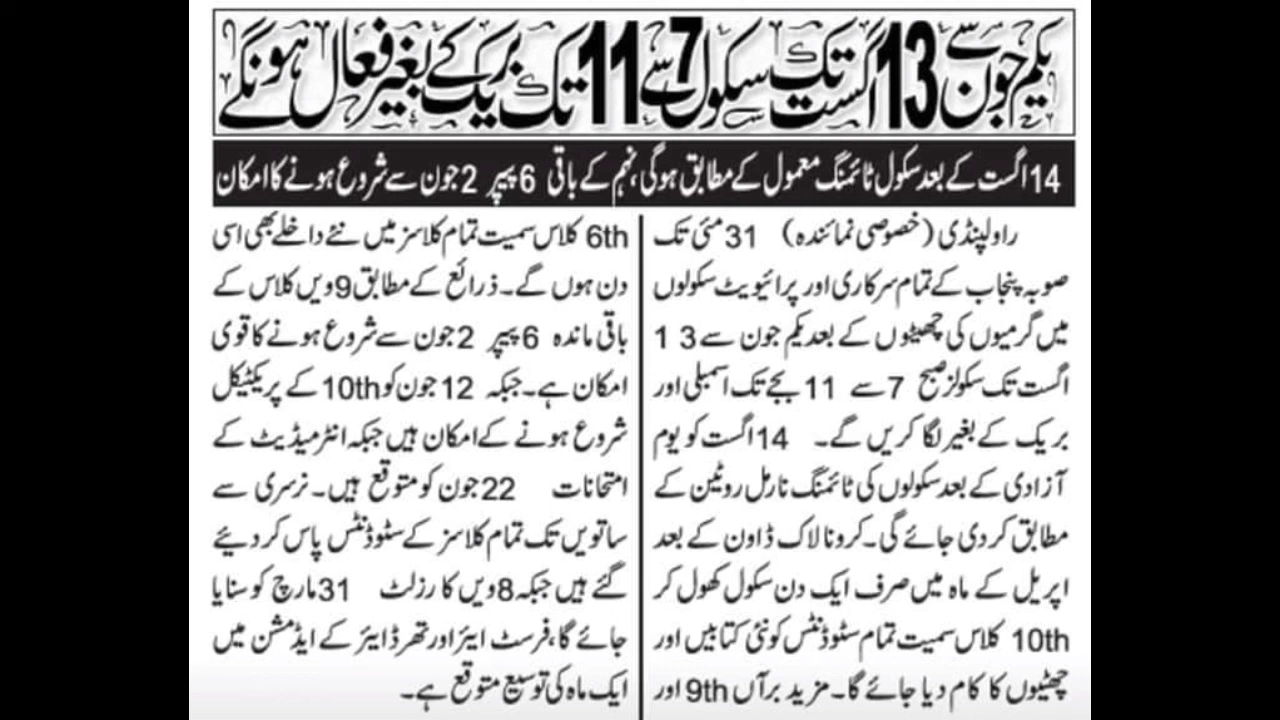 یکم جون سے 13 اگست تک سکول 7 سے 11 تک بریک کے بغیر فعال ہونگے
14 اگست کے بعد سکول ٹائمنگ معمول کے مطابق ہوگی، نہم کے باقی 6 پیپر 2 جون سے شروع ہونے کا امکان
راولپنڈی (خصوصی نمائندہ) 31 مئی تک
صوبہ پنجاب کے تمام سرکاری اور پرائیویٹ سکولوں
میں گرمیوں کی چھٹیوں کے بعد یکم جون سے 13
اگست تک سکولز صبح 7 سے 11 بجے تک اسمبلی اور
بریک کے بغیر لگا کریں گے۔ 14 اگست کو یوم
آزادی کے بعد سکولوں کی ٹائمنگ نارمل روٹین کے
مطابق کر دی جائے گی۔ کرونا لاک ڈاون کے بعد
اپریل کے ماہ میں صرف ایک دن سکول کھول کر
10th کلاس سمیت تمام سٹوڈنٹس کو نئی کتابیں اور
چھٹیوں کا کام دیا جائے گا۔ مزید برآں 9th اور
6th کلاس سمیت تمام کلاسز میں نئے داخلے بھی اسی
دن ہوں گے۔ ذرائع کے مطابق 9ویں کلاس کے
باقی ماندہ 6 پیپر 2 جون سے شروع ہونے کا قوی
امکان ہے۔ جبکہ 12 جون کو 10th کے پریکٹیکل
شروع ہونے کے امکان ہیں جبکہ انٹرمیڈیٹ کے
امتحانات 22 جون کو متوقع ہیں۔ نرسری سے
ساتویں تک تمام کلاسز کے سٹوڈنٹس پاس کر دیئے
گئے ہیں جبکہ 8ویں کا رزلٹ 31 مارچ کو سنایا
جائے گا، فرسٹ ایئر اور تھرڈ ایئر کے ایڈمشن میں
ایک ماہ کی توسیع متوقع ہے۔